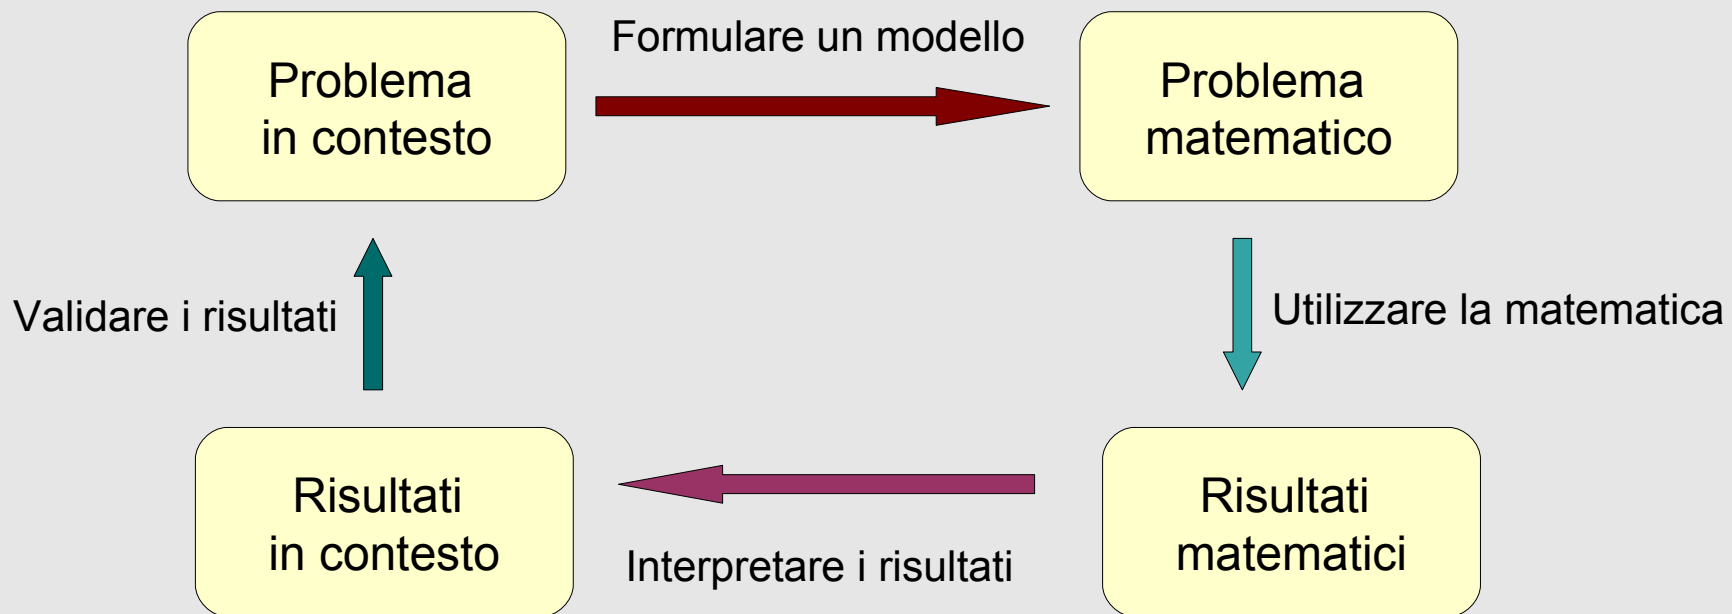 Problema
in contesto
Formulare un modello
Problema
matematico
Validare i risultati
Utilizzare la matematica
Risultati
in contesto
Interpretare i risultati
Risultati
matematici